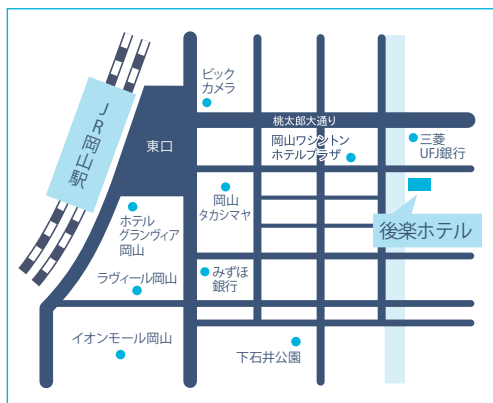 ビック
カメラ
桃太郎大通り
JR岡山駅
東口
岡山ワシントン
ホテルプラザ
三菱
UFJ銀行
岡山
タカシマヤ
ホテル
グランヴィア
岡山
後楽ホテル
ラヴィール岡山
みずほ
銀行
イオンモール岡山
下石井公園